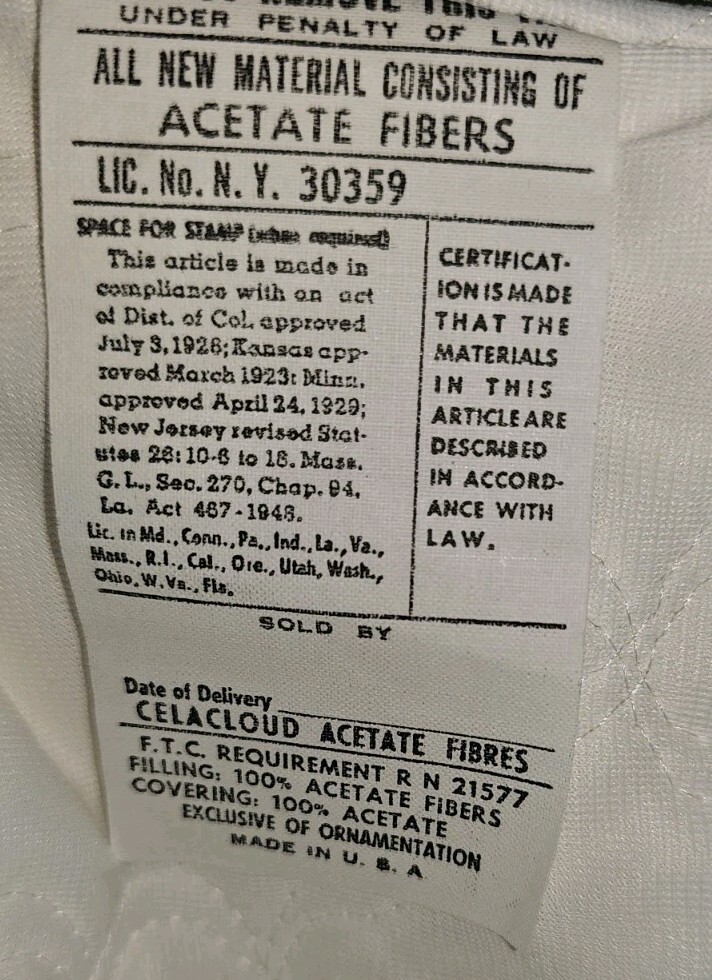 REMOVE THIS
UNDER PENALTY OF LAW
ALL NEW MATERIAL CONSISTING OF
ACETATE FIBERS
LIC. No. N. Y. 30359
SPACE FOR STAMP (when required)
This article is made in
compliance with an act
of Dist. of Col. approved
July 3, 1926; Kansas app-
roved March 1923: Minn.
approved April 24, 1929;
New Jersey revised Stat-
utes 26: 10-6 to 18. Mass.
G. L., Sec. 270, Chap. 94.
La. Act 467-1948.
Lic. in Md., Conn., Pa., Ind., La., Va.,
Mass., R.I., Cal., Ore., Utah, Wash.,
Ohio, W. Va., Fla.
CERTIFICAT-
ION IS MADE
THAT THE
MATERIALS
IN THIS
ARTICLE ARE
DESCRIBED
IN ACCORD-
ANCE WITH
LAW.
SOLD BY
Date of Delivery
CELACLOUD ACETATE FIBRES
F.T.C. REQUIREMENT R N 21577
FILLING: 100% ACETATE FIBERS
COVERING: 100% ACETATE
EXCLUSIVE OF ORNAMENTATION
MADE IN U. S. A